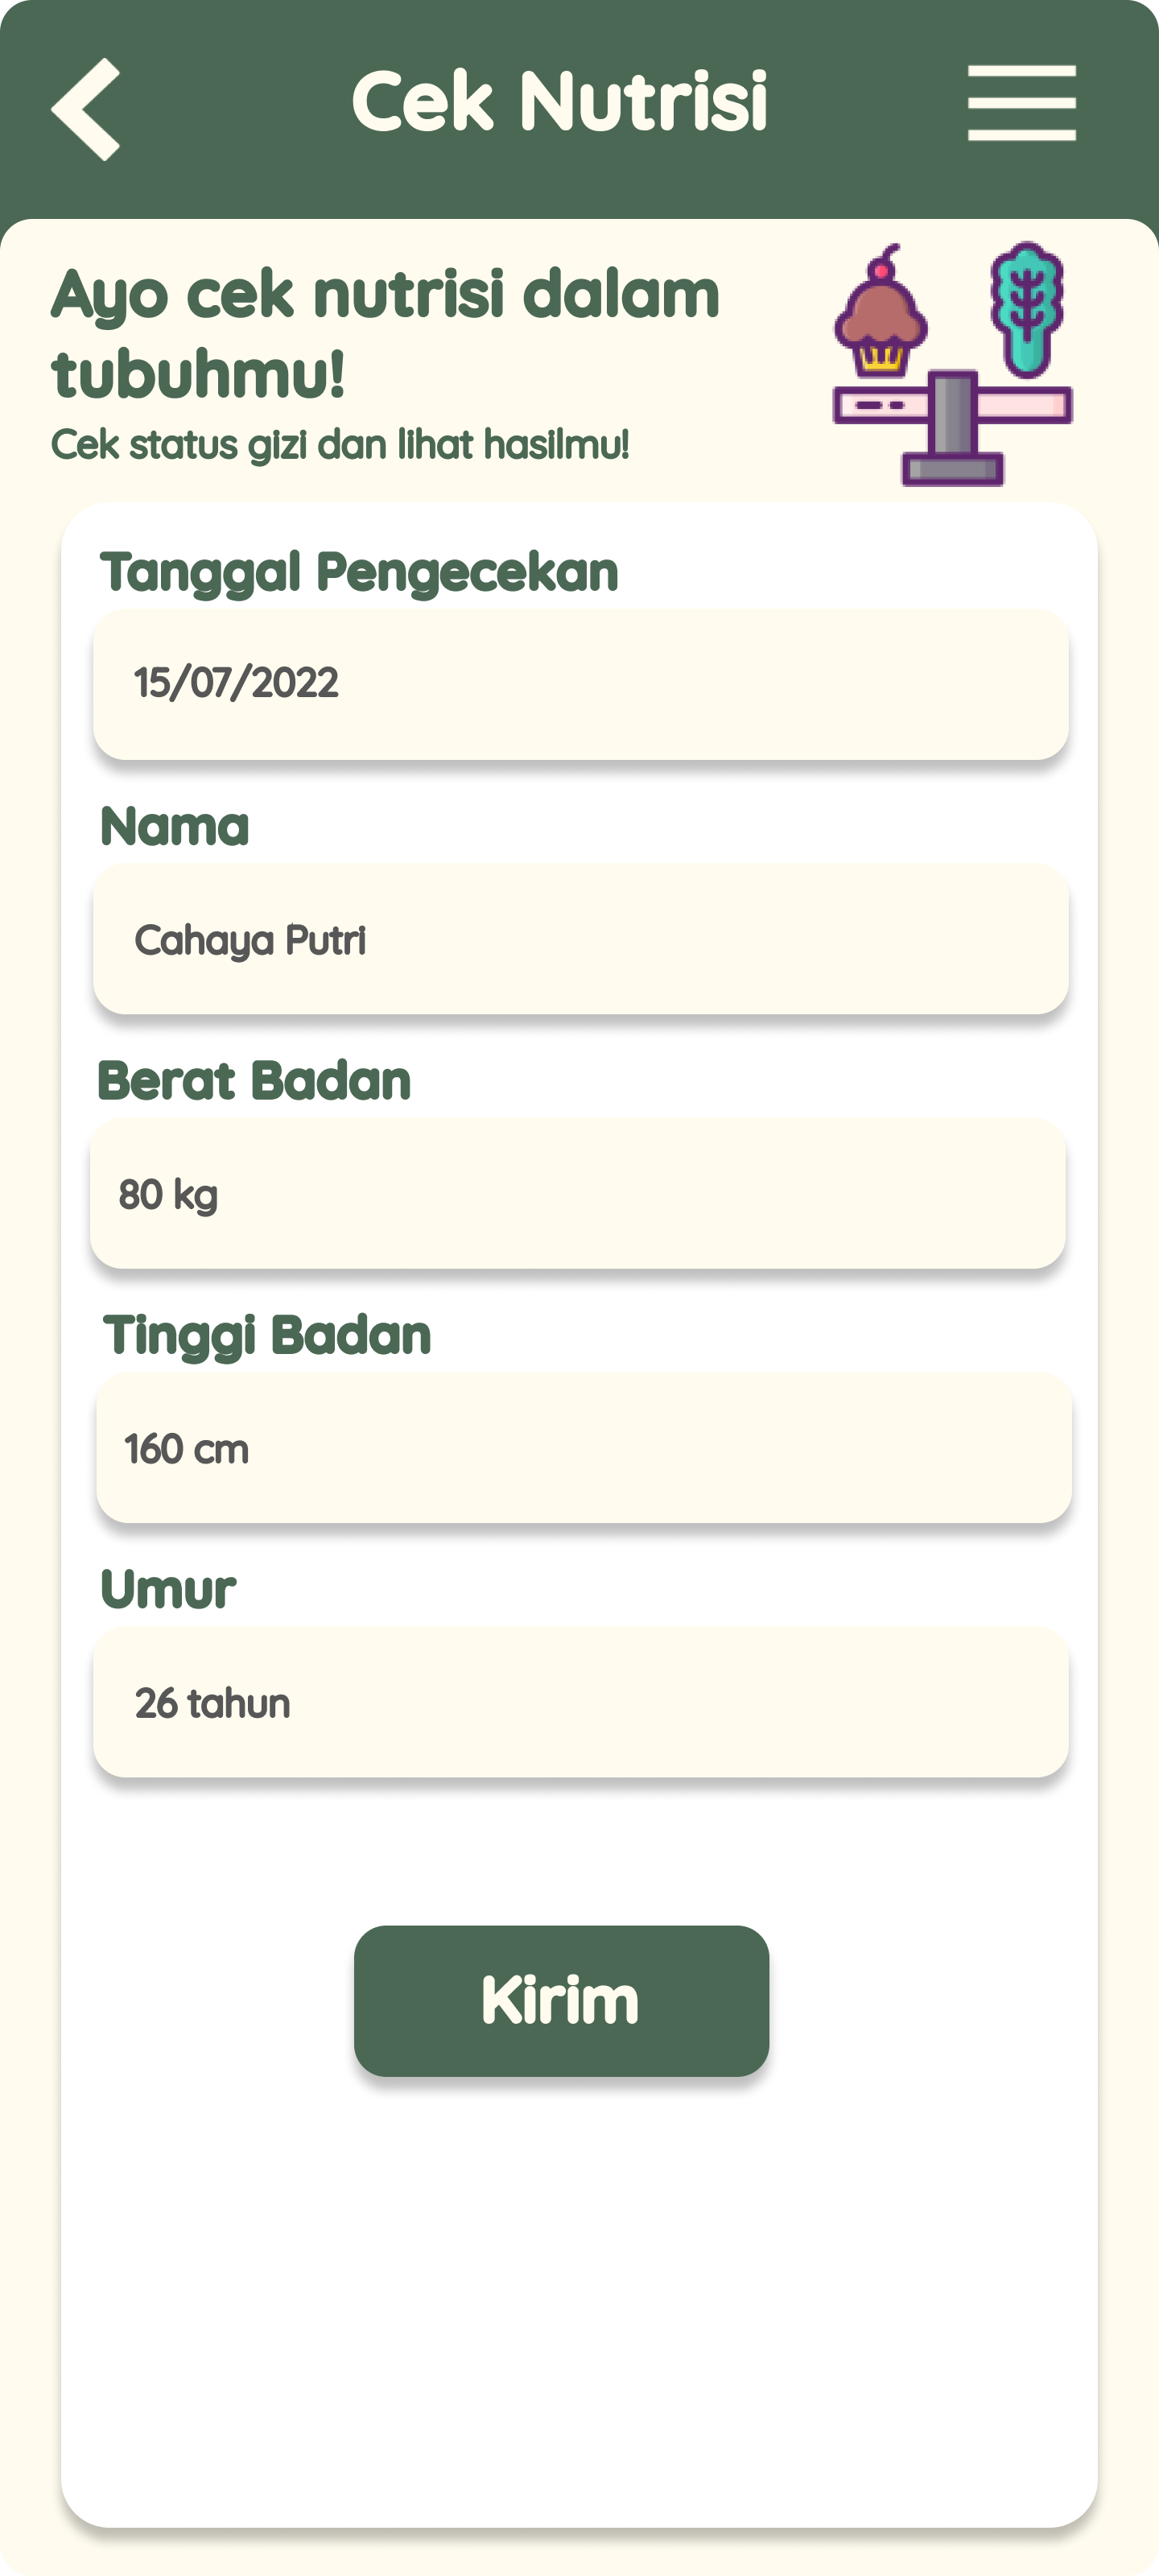 Cek Nutrisi
Ayo cek nutrisi dalam
tubuhmu!
Cek status gizi dan lihat hasilmu!
Tanggal Pengecekan
15/07/2022
Nama
Cahaya Putri
Berat Badan
80 kg
Tinggi Badan
160 cm
Umur
26 tahun
Kirim